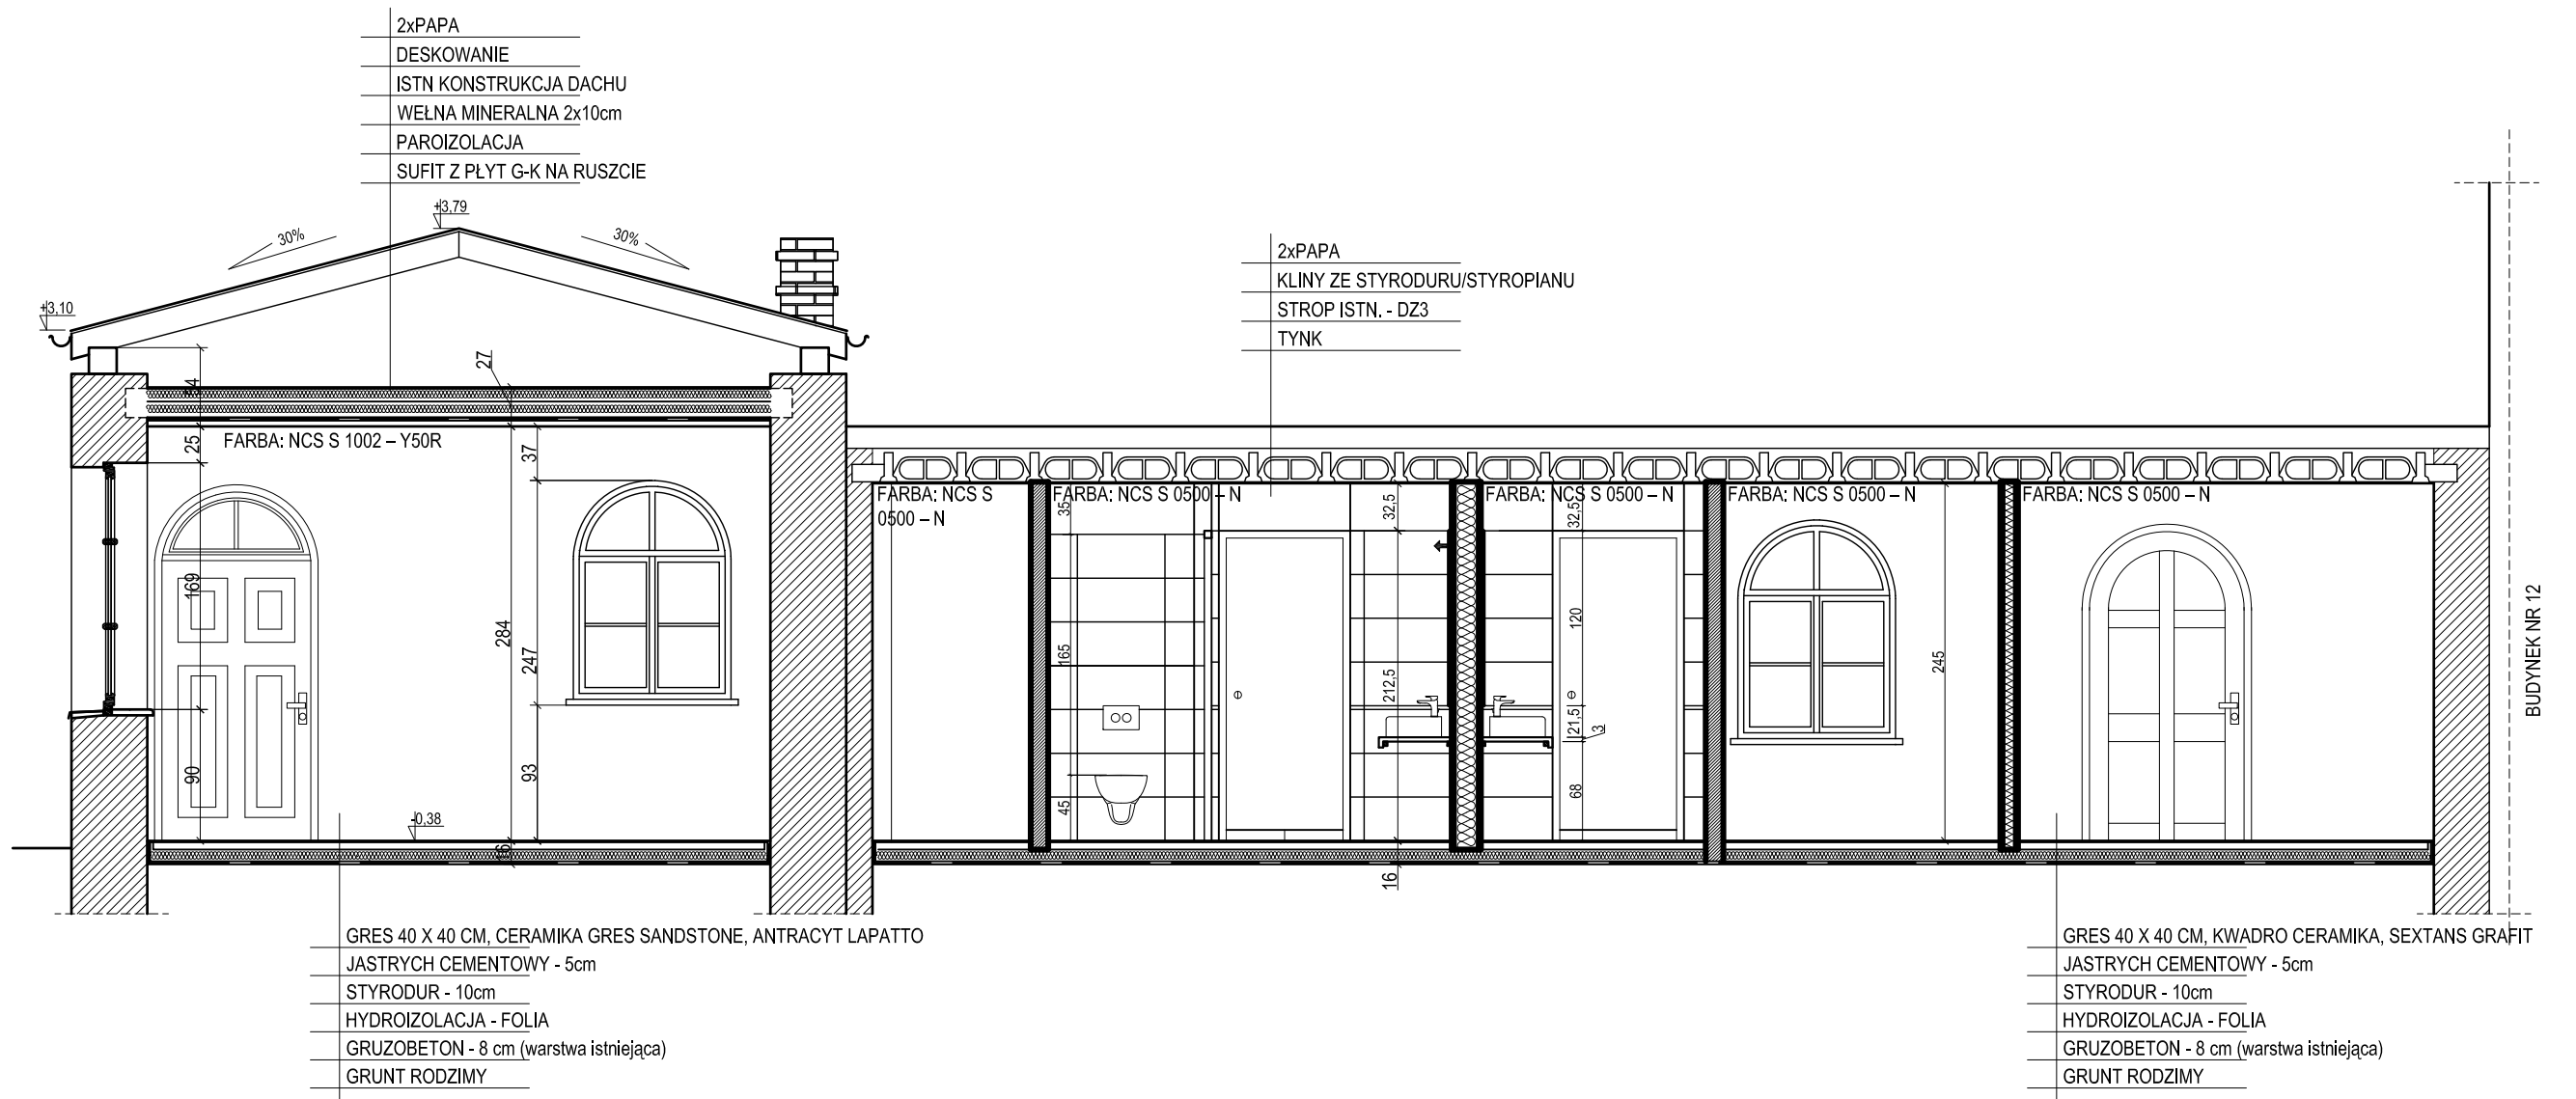 2xPAPA
DESKOWANIE
ISTN KONSTRUKCJA DACHU
WEŁNA MINERALNA 2x10cm
PAROIZOLACJA
SUFIT Z PŁYT G-K NA RUSZCIE
+3,79
30%
30%
+3,10
2xPAPA
KLINY ZE STYRODURU/STYROPIANU
STROP ISTN. - DZ3
TYNK
27
54
25
FARBA: NCS S 1002 – Y50R
37
169
284
247
90
93
-0,38
16
FARBA: NCS S
0500 – N
FARBA: NCS S 0500 – N
FARBA: NCS S 0500 – N
FARBA: NCS S 0500 – N
FARBA: NCS S 0500 – N
35
32,5
32,5
165
120
212,5
21,5
3
45
68
245
16
BUDYNEK NR 12
GRES 40 X 40 CM, CERAMIKA GRES SANDSTONE, ANTRACYT LAPATTO
JASTRYCH CEMENTOWY - 5cm
STYRODUR - 10cm
HYDROIZOLACJA - FOLIA
GRUZOBETON - 8 cm (warstwa istniejąca)
GRUNT RODZIMY
GRES 40 X 40 CM, KWADRO CERAMIKA, SEXTANS GRAFIT
JASTRYCH CEMENTOWY - 5cm
STYRODUR - 10cm
HYDROIZOLACJA - FOLIA
GRUZOBETON - 8 cm (warstwa istniejąca)
GRUNT RODZIMY